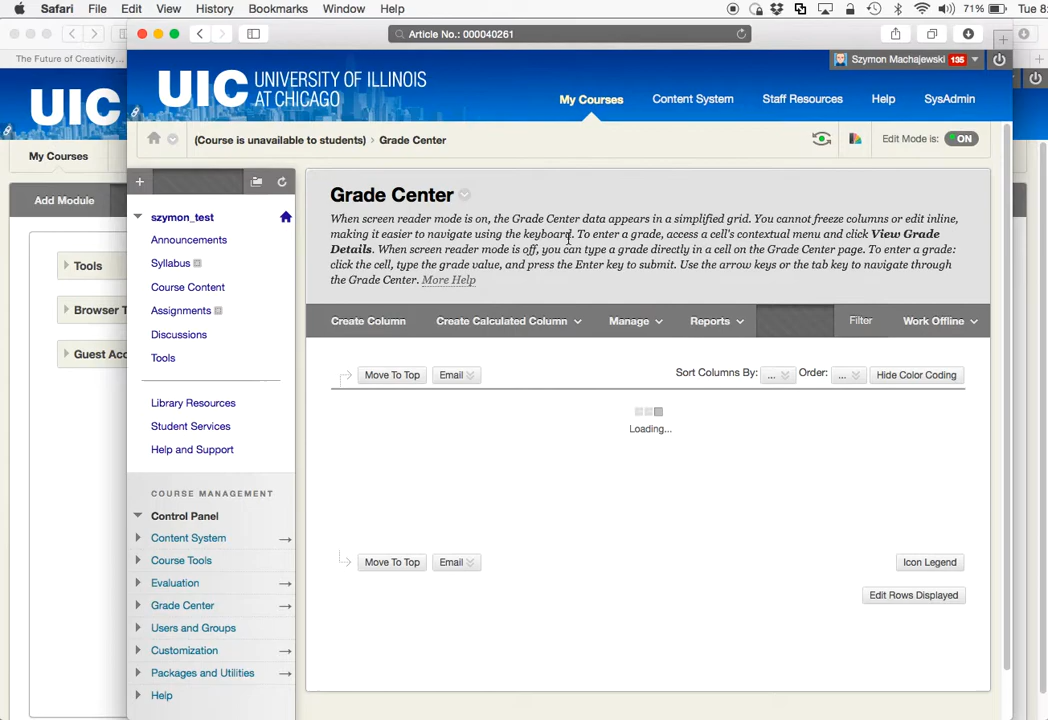 Safari File Edit View History Bookmarks Window Help 71% Tue 8:
The Future of Creativity...
Article No.: 000040261
Szymon Machajewski 135
UIC UNIVERSITY OF ILLINOIS
AT CHICAGO
My Courses Content System Staff Resources Help SysAdmin
UIC
My Courses
Add Module
Tools
Browser T
Guest Acc
(Course is unavailable to students) > Grade Center
Edit Mode is: ON
szymon_test
Announcements
Syllabus
Course Content
Assignments
Discussions
Tools
Library Resources
Student Services
Help and Support
COURSE MANAGEMENT
Control Panel
Content System
Course Tools
Evaluation
Grade Center
Users and Groups
Customization
Packages and Utilities
Help
Grade Center
When screen reader mode is on, the Grade Center data appears in a simplified grid. You cannot freeze columns or edit inline,
making it easier to navigate using the keyboard. To enter a grade, access a cell's contextual menu and click View Grade
Details. When screen reader mode is off, you can type a grade directly in a cell on the Grade Center page. To enter a grade:
click the cell, type the grade value, and press the Enter key to submit. Use the arrow keys or the tab key to navigate through
the Grade Center. More Help
Create Column Create Calculated Column Manage Reports Filter Work Offline
Move To Top Email Sort Columns By: ... Order: ... Hide Color Coding
Loading...
Move To Top Email Icon Legend
Edit Rows Displayed